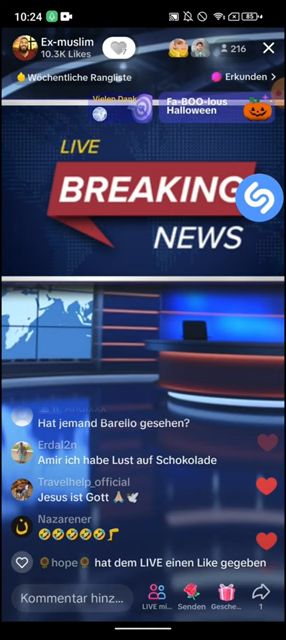 10:24
85
Ex-muslim
10.3K Likes
216
Wöchentliche Rangliste
Erkunden >
Vielen Dank
Fa-BOO-lous
Halloween
LIVE
BREAKING
NEWS
Hat jemand Barello gesehen?
Erdal2n
Amir ich habe Lust auf Schokolade
Travelhelp_official
Jesus ist Gott 🙏🏼🕊️
Nazarener
ن
🤣🤣🤣🤣🤣
🌻hope🌻 hat dem LIVE einen Like gegeben
Kommentar hinz...
LIVE mi...
Senden
Gesche...
1